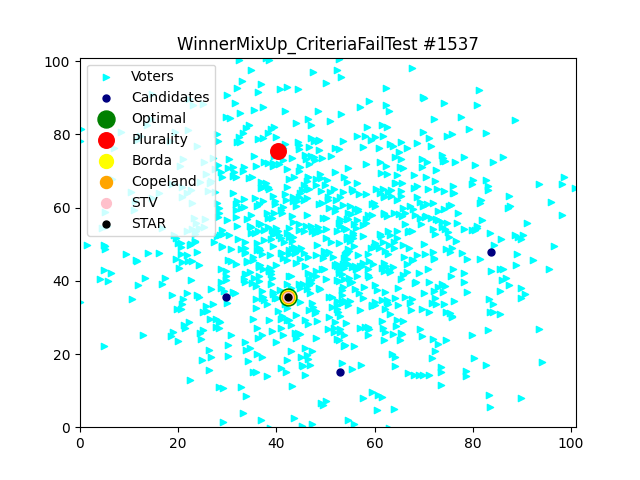 WinnerMixUp_CriteriaFailTest #1537
100
80
60
40
20
0
0 20 40 60 80 100
Voters
Candidates
Optimal
Plurality
Borda
Copeland
STV
STAR